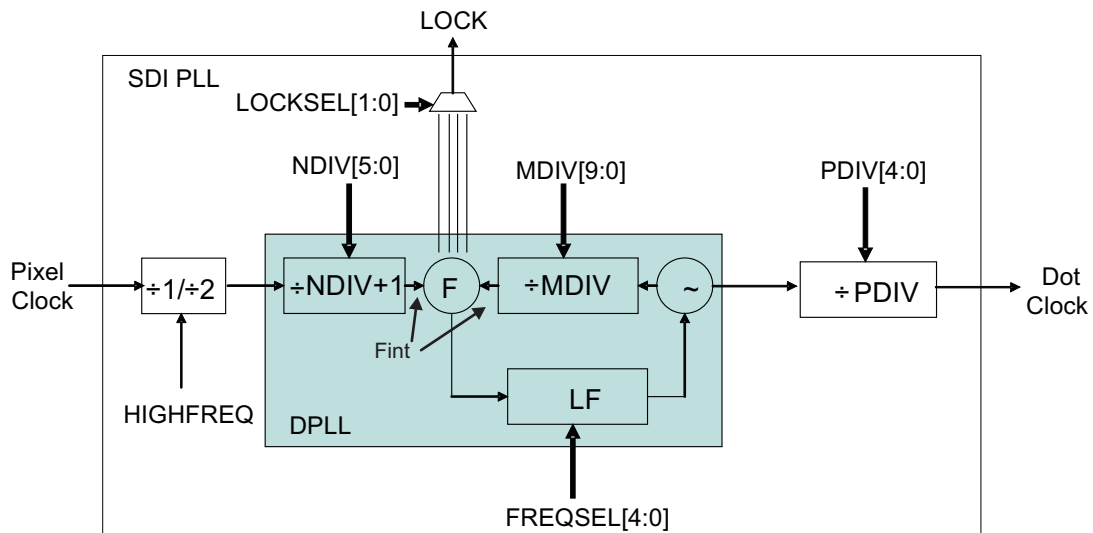 LOCK
SDI PLL
LOCKSEL[1:0]
NDIV[5:0]
MDIV[9:0]
PDIV[4:0]
Pixel
Clock
÷1/÷2
÷NDIV+1
F
÷MDIV
~
÷PDIV
Dot
Clock
Fint
HIGHFREQ
LF
DPLL
FREQSEL[4:0]